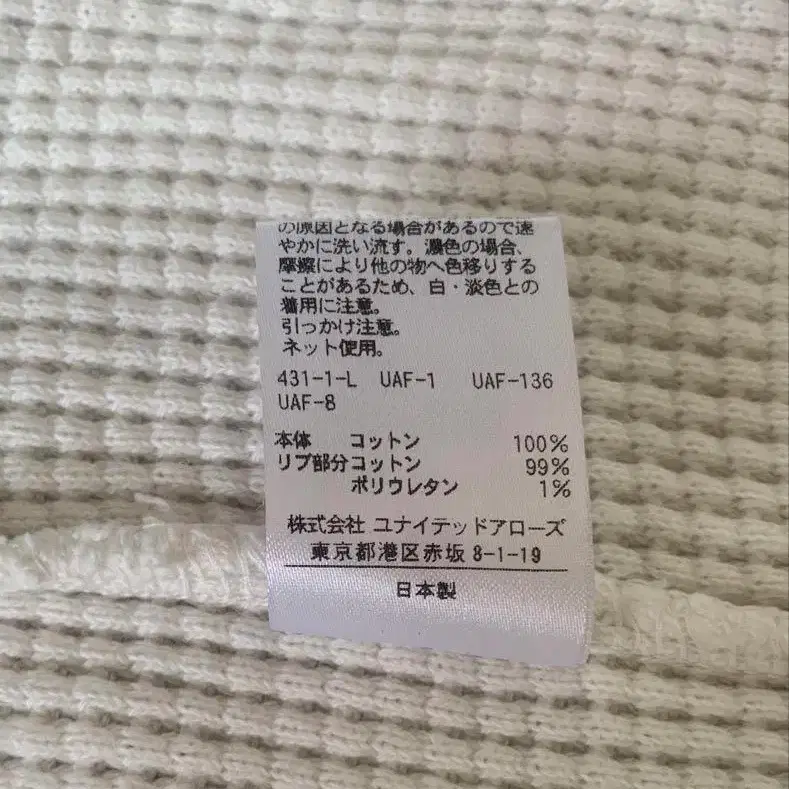 の原因となる場合があるので速
やかに洗い流す。濃色の場合、
摩擦により他の物へ色移りする
ことがあるため、白・淡色との
着用に注意。
引っかけ注意。
ネット使用。
431-1-L UAF-1 UAF-136
UAF-8
本体 コットン 100%
リブ部分コットン 99%
ポリウレタン 1%
株式会社 ユナイテッドアローズ
東京都港区赤坂 8-1-19
日本製